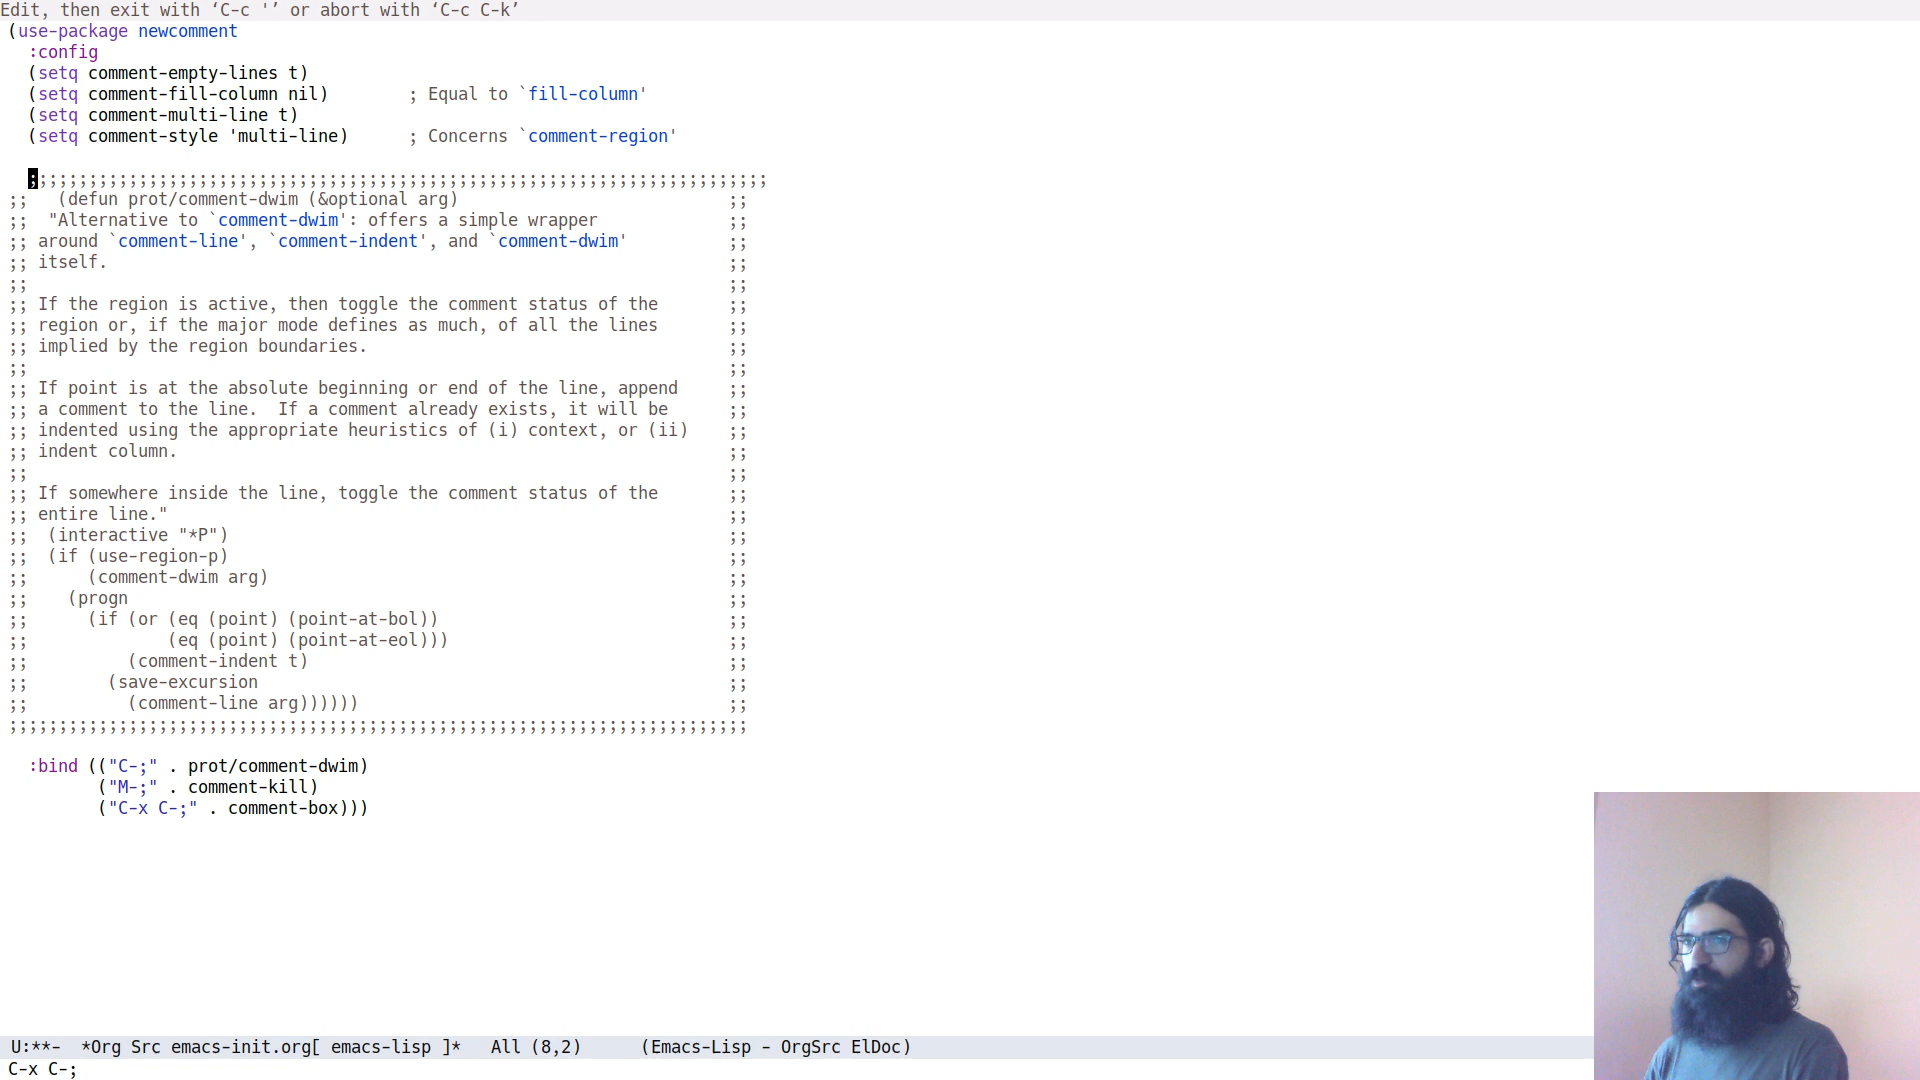 Edit, then exit with ‘C-c '’ or abort with ‘C-c C-k’
(use-package newcomment
  :config
  (setq comment-empty-lines t)
  (setq comment-fill-column nil)        ; Equal to `fill-column'
  (setq comment-multi-line t)
  (setq comment-style 'multi-line)      ; Concerns `comment-region'
  ;;;;;;;;;;;;;;;;;;;;;;;;;;;;;;;;;;;;;;;;;;;;;;;;;;;;;;;;;;;;;;;;;;;;;;;;;;
;;   (defun prot/comment-dwim (&optional arg)                           ;;
;;  "Alternative to `comment-dwim': offers a simple wrapper             ;;
;; around `comment-line', `comment-indent', and `comment-dwim'          ;;
;; itself.                                                              ;;
;;                                                                      ;;
;; If the region is active, then toggle the comment status of the       ;;
;; region or, if the major mode defines as much, of all the lines       ;;
;; implied by the region boundaries.                                    ;;
;;                                                                      ;;
;; If point is at the absolute beginning or end of the line, append     ;;
;; a comment to the line.  If a comment already exists, it will be      ;;
;; indented using the appropriate heuristics of (i) context, or (ii)    ;;
;; indent column.                                                       ;;
;;                                                                      ;;
;; If somewhere inside the line, toggle the comment status of the       ;;
;; entire line."                                                        ;;
;;  (interactive "*P")                                                  ;;
;;  (if (use-region-p)                                                  ;;
;;      (comment-dwim arg)                                              ;;
;;    (progn                                                            ;;
;;      (if (or (eq (point) (point-at-bol))                             ;;
;;              (eq (point) (point-at-eol)))                            ;;
;;          (comment-indent t)                                          ;;
;;        (save-excursion                                               ;;
;;          (comment-line arg))))))                                     ;;
;;;;;;;;;;;;;;;;;;;;;;;;;;;;;;;;;;;;;;;;;;;;;;;;;;;;;;;;;;;;;;;;;;;;;;;;;;
  :bind (("C-;" . prot/comment-dwim)
         ("M-;" . comment-kill)
         ("C-x C-;" . comment-box)))
U:**-  *Org Src emacs-init.org[ emacs-lisp ]*   All (8,2)      (Emacs-Lisp - OrgSrc ElDoc)
C-x C-;